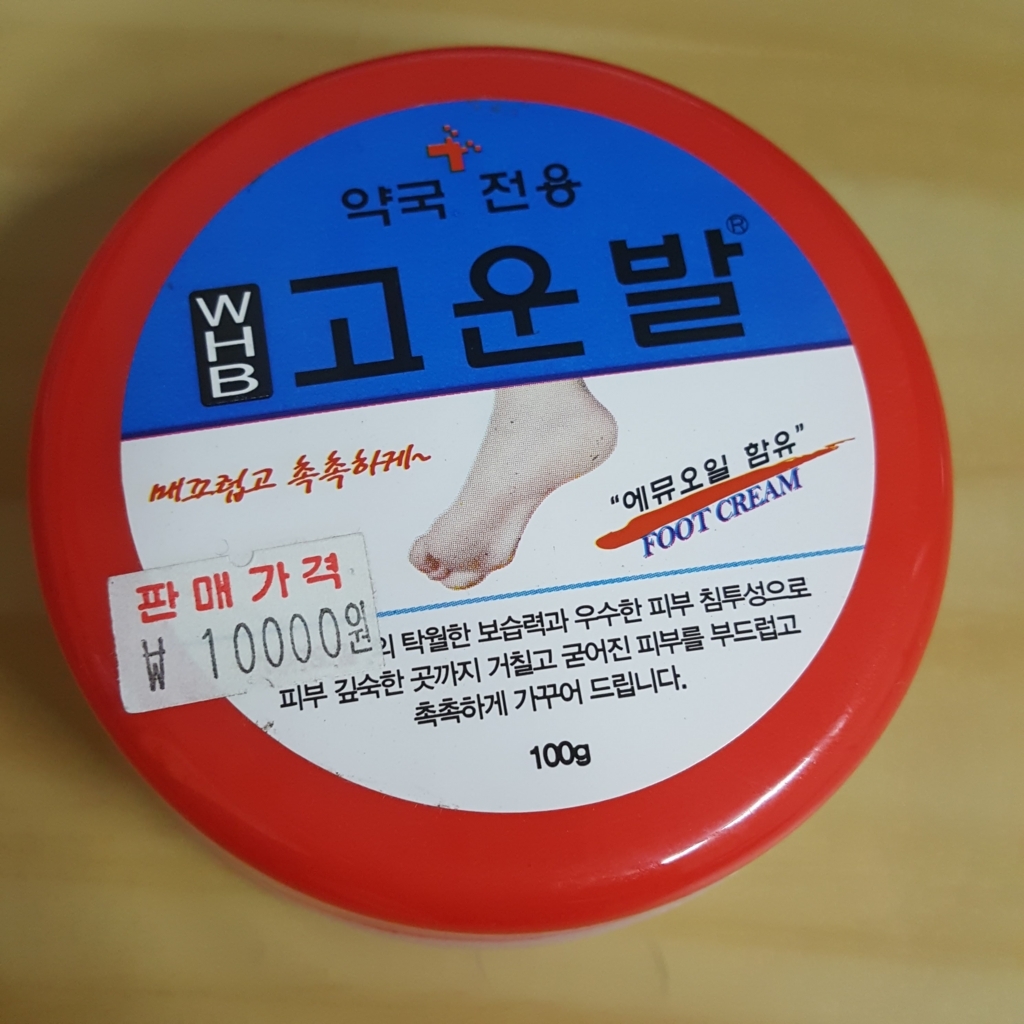 약국 전용
WHB 고운발®
매끄럽고 촉촉하게~
"에뮤오일 함유"
FOOT CREAM
판매가격
₩ 10000원
의 탁월한 보습력과 우수한 피부 침투성으로
피부 깊숙한 곳까지 거칠고 굳어진 피부를 부드럽고
촉촉하게 가꾸어 드립니다.
100g